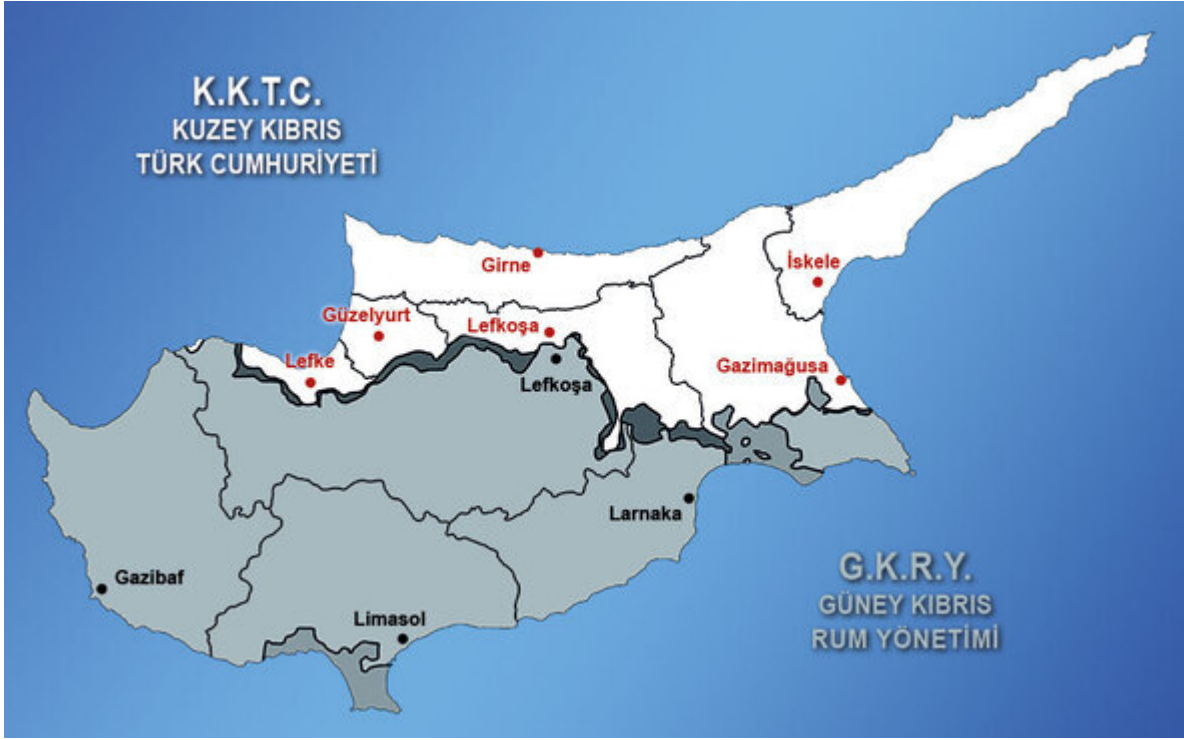 K.K.T.C.
KUZEY KIBRIS
TÜRK CUMHURİYETİ
Girne
İskele
Güzelyurt
Lefkoşa
Lefke
Lefkoşa
Gazimağusa
Larnaka
Gazibaf
Limasol
G.K.R.Y.
GÜNEY KIBRIS
RUM YÖNETİMİ